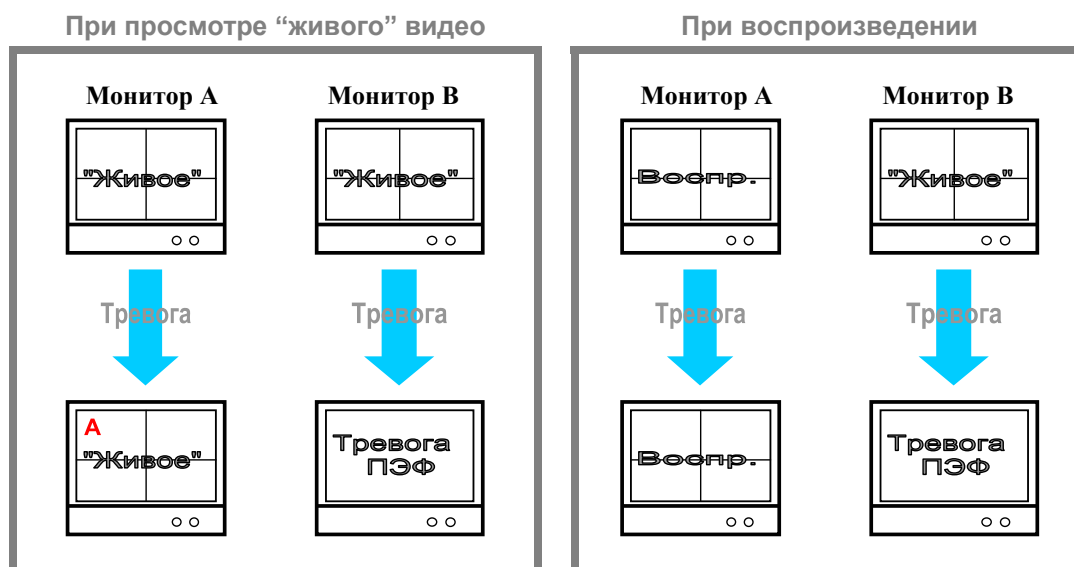 При просмотре “живого” видео
Монитор А
Монитор В
"Живое"
"Живое"
Тревога
Тревога
А
"Живое"
Тревога
ПЭФ
При воспроизведении
Монитор А
Монитор В
Воспр.
"Живое"
Тревога
Тревога
Воспр.
Тревога
ПЭФ